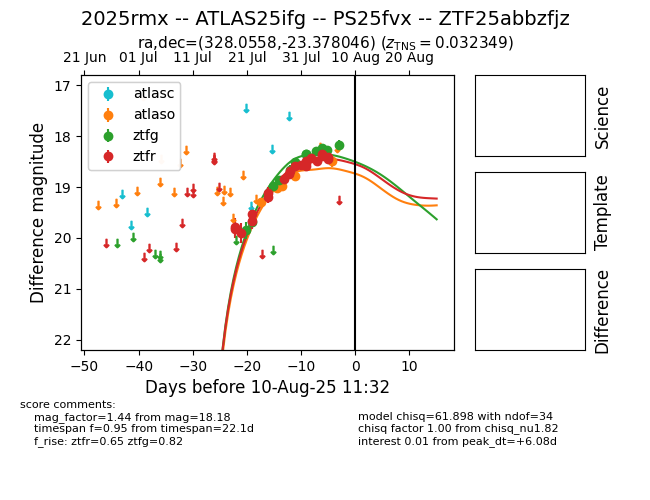 2025rmx -- ATLAS25ifg -- PS25fvx -- ZTF25abbzfjz
ra,dec=(328.0558,-23.378046) (z_TNS = 0.032349)
21 Jun 01 Jul 11 Jul 21 Jul 31 Jul 10 Aug 20 Aug
17
18
19
20
21
22
Difference magnitude
atlasc
atlaso
ztfg
ztfr
−50 −40 −30 −20 −10 0 10
Days before 10-Aug-25 11:32
Science
Template
Difference
score comments:
mag_factor=1.44 from mag=18.18
timespan f=0.95 from timespan=22.1d
f_rise: ztfr=0.65 ztfg=0.82
model chisq=61.898 with ndof=34
chisq factor 1.00 from chisq_nu1.82
interest 0.01 from peak_dt=+6.08d